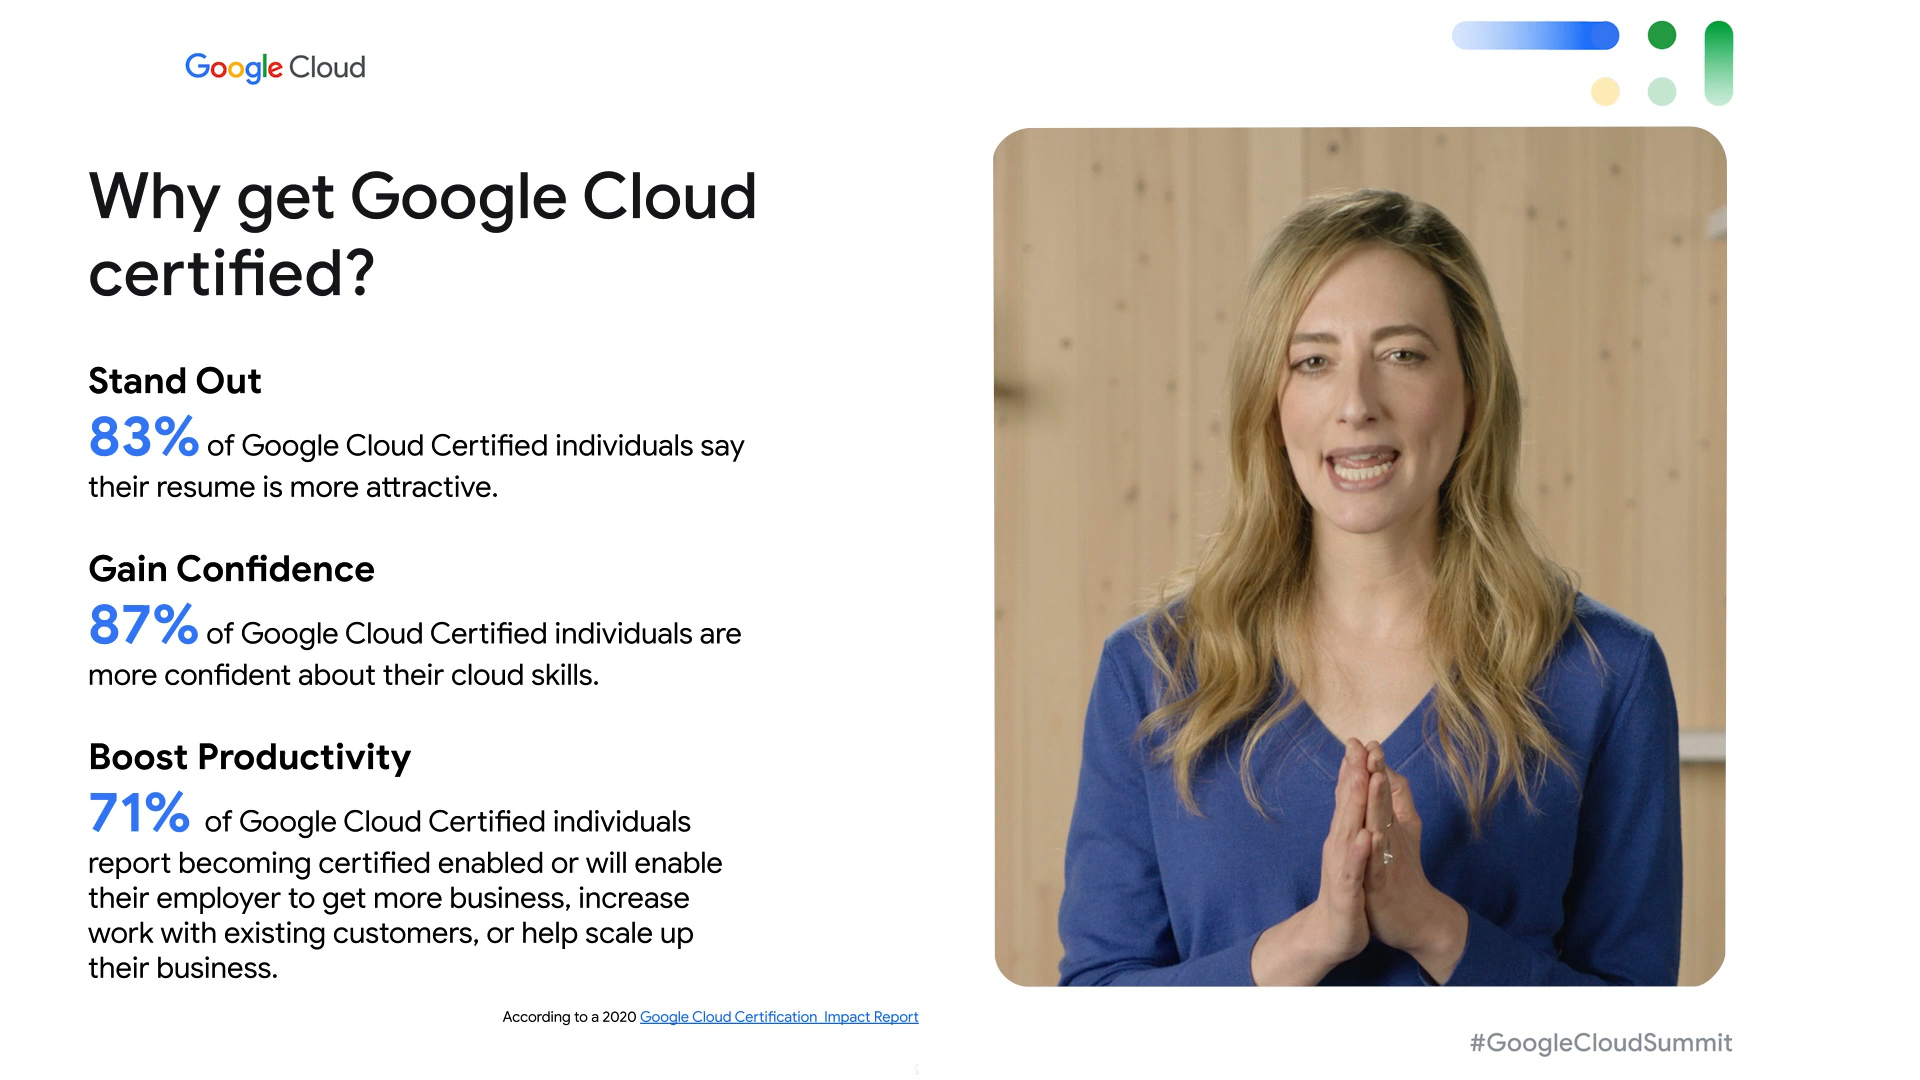 Google Cloud
Why get Google Cloud
certified?
Stand Out
83% of Google Cloud Certified individuals say
their resume is more attractive.
Gain Confidence
87% of Google Cloud Certified individuals are
more confident about their cloud skills.
Boost Productivity
71% of Google Cloud Certified individuals
report becoming certified enabled or will enable
their employer to get more business, increase
work with existing customers, or help scale up
their business.
According to a 2020 Google Cloud Certification Impact Report
#GoogleCloudSummit